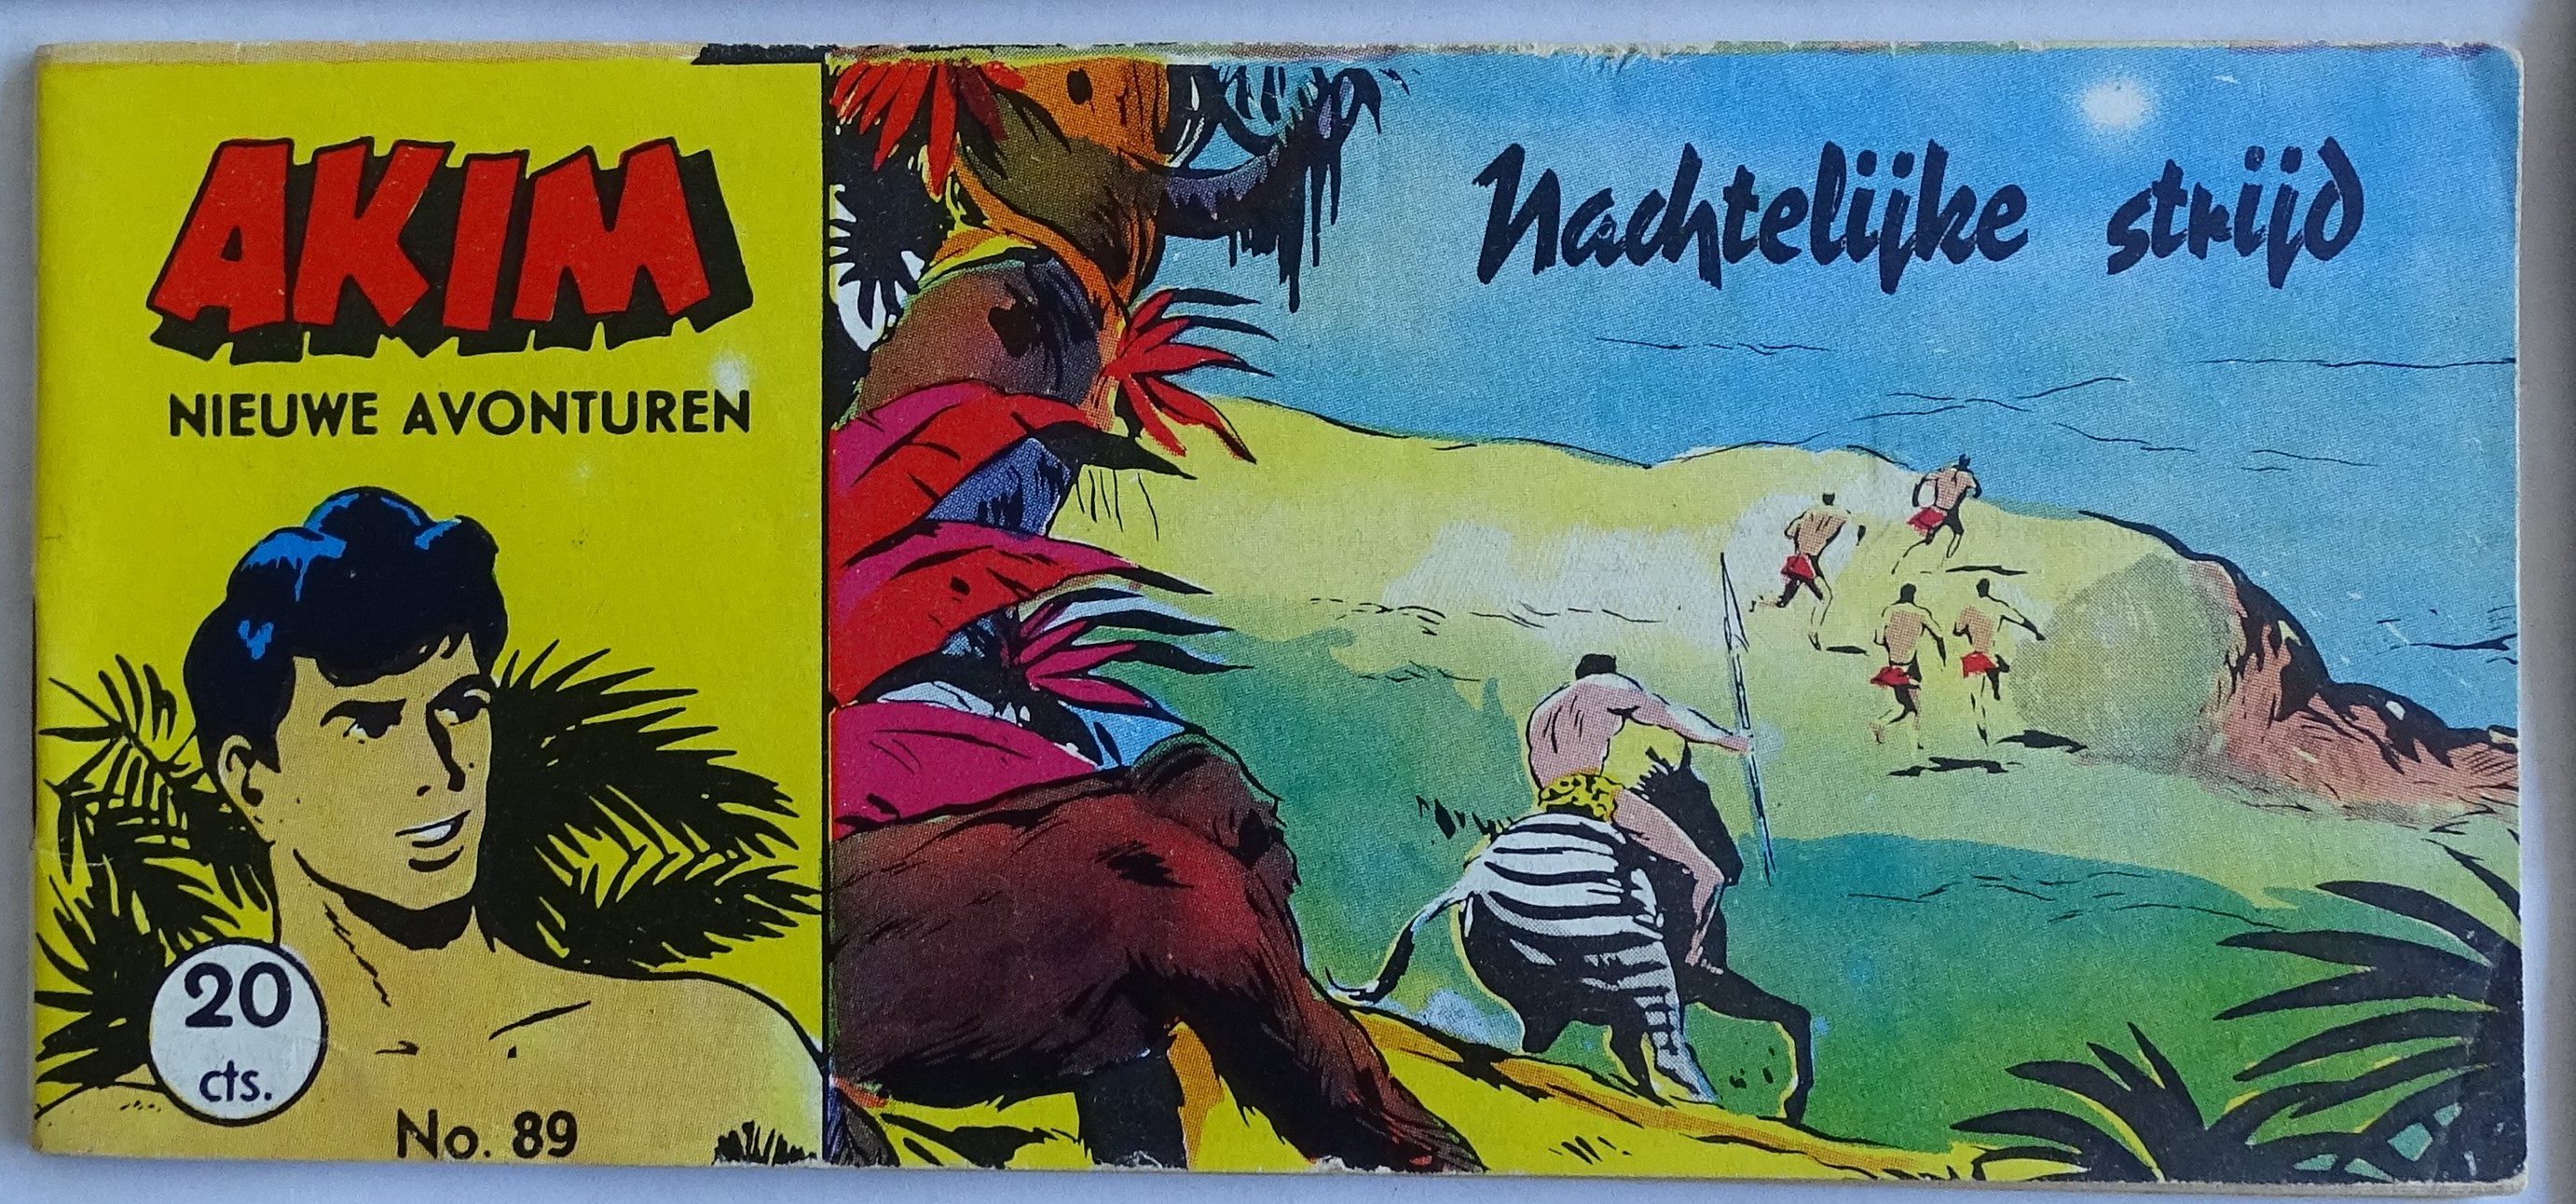 AKIM
NIEUWE AVONTUREN
20
cts.
No. 89
Nachtelijke strijd